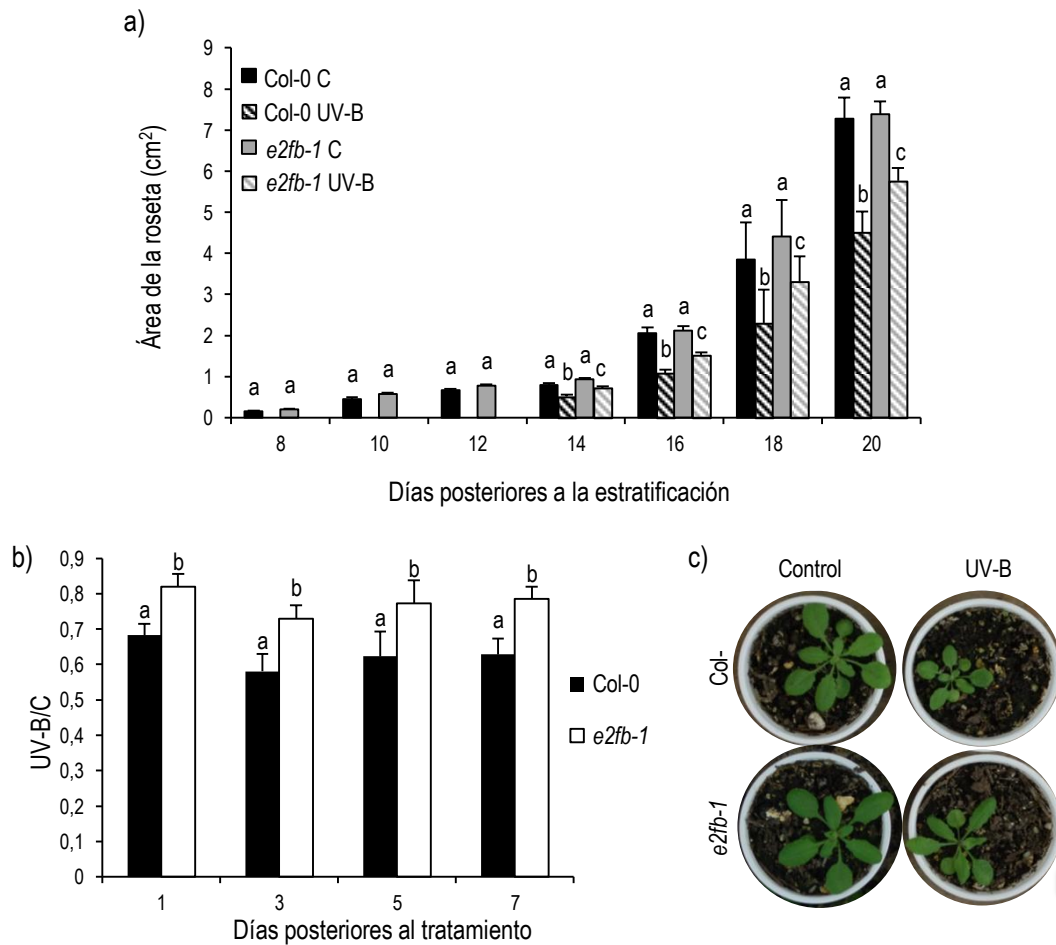 a)
Área de la roseta (cm²)
9
8
7
6
5
4
3
2
1
0
Col-0 C
Col-0 UV-B
e2fb-1 C
e2fb-1 UV-B
a a
a a
a a
a b a c
a b a c
a b a c
a b a c
8 10 12 14 16 18 20
Días posteriores a la estratificación
b)
UV-B/C
0,9
0,8
0,7
0,6
0,5
0,4
0,3
0,2
0,1
0
a b
a b
a b
a b
Col-0
e2fb-1
1 3 5 7
Días posteriores al tratamiento
c)
Control UV-B
Col-
e2fb-1